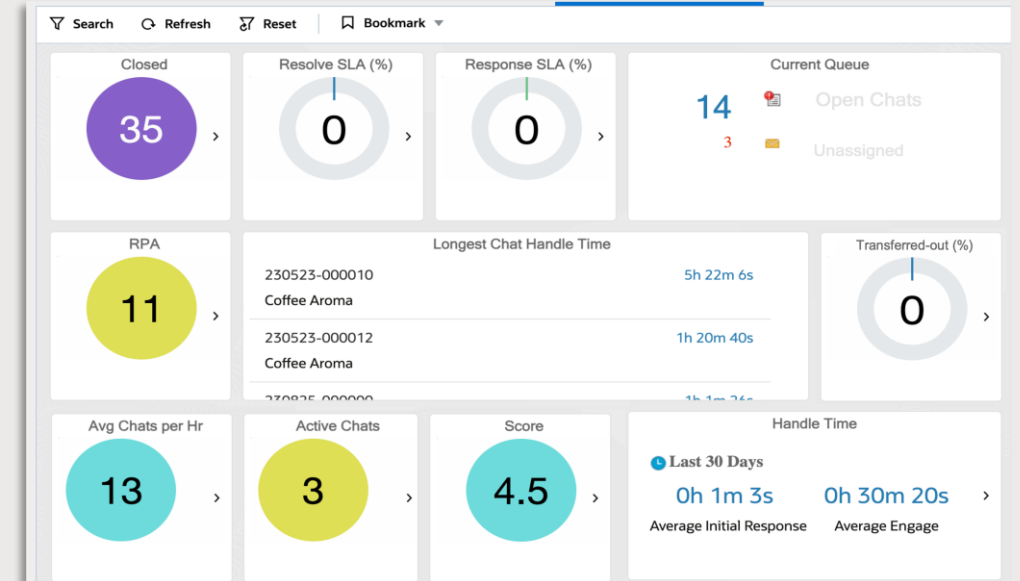 Search Refresh Reset Bookmark
Closed
35
Resolve SLA (%)
0
Response SLA (%)
0
Current Queue
14 Open Chats
3 Unassigned
RPA
11
Longest Chat Handle Time
230523-000010 5h 22m 6s
Coffee Aroma
230523-000012 1h 20m 40s
Coffee Aroma
Transferred-out (%)
0
Avg Chats per Hr
13
Active Chats
3
Score
4.5
Handle Time
Last 30 Days
0h 1m 3s 0h 30m 20s
Average Initial Response Average Engage